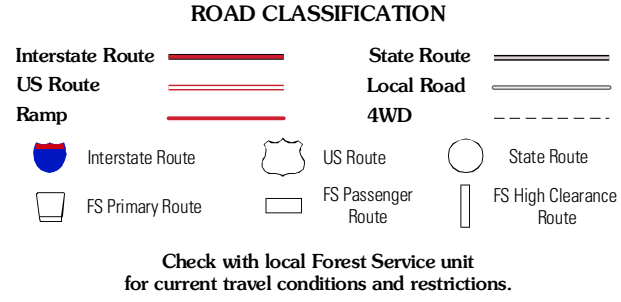 ROAD CLASSIFICATION
Interstate Route
State Route
US Route
Local Road
Ramp
4WD
Interstate Route
US Route
State Route
FS Primary Route
FS Passenger
Route
FS High Clearance
Route
Check with local Forest Service unit
for current travel conditions and restrictions.